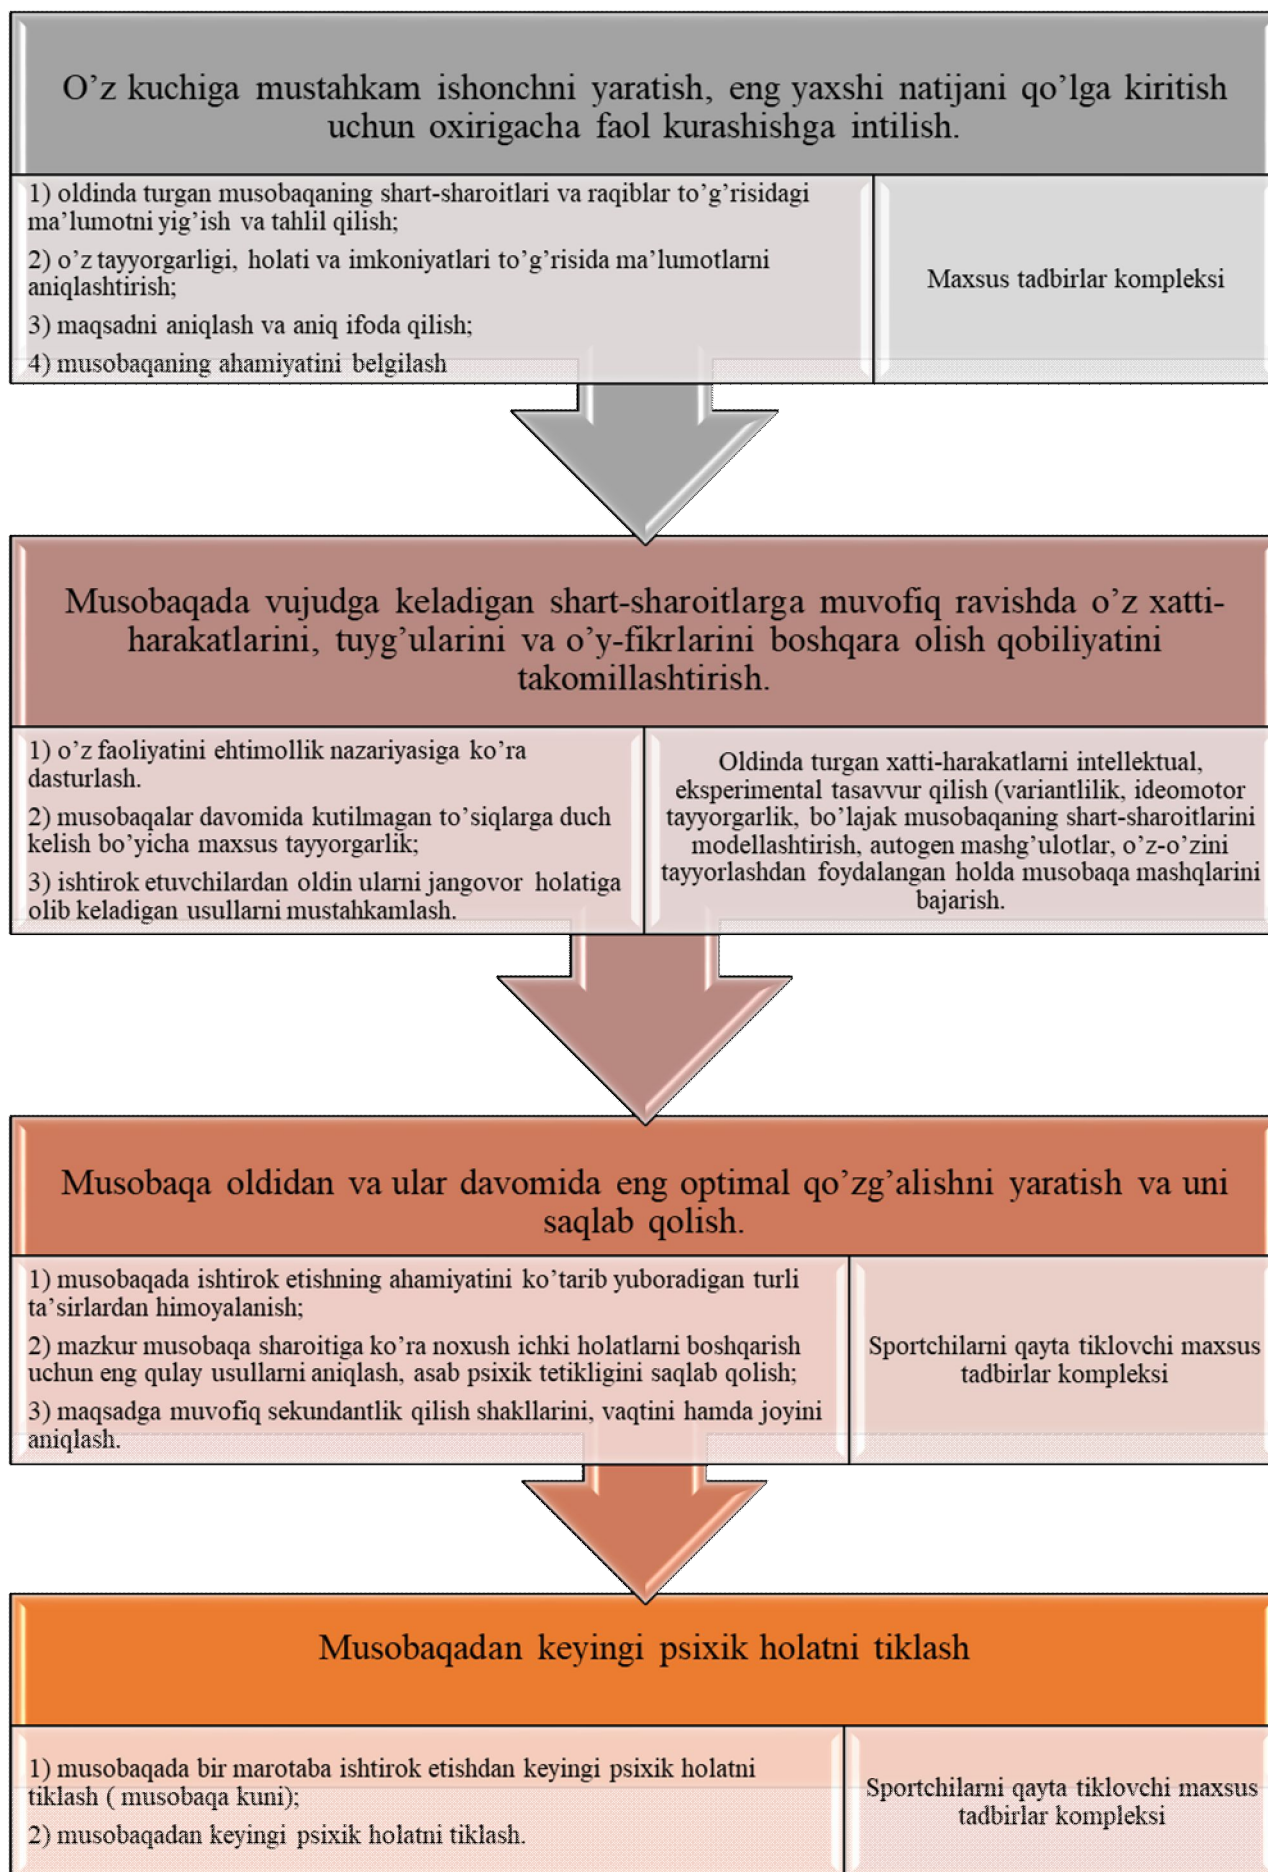 O’z kuchiga mustahkam ishonchni yaratish, eng yaxshi natijani qo’lga kiritish
uchun oxirigacha faol kurashishga intilish.
1) oldinda turgan musobaqaning shart-sharoitlari va raqiblar to’g’risidagi
ma’lumotni yig’ish va tahlil qilish;
2) o’z tayyorgarligi, holati va imkoniyatlari to’g’risida ma’lumotlarni
aniqlashtirish;
3) maqsadni aniqlash va aniq ifoda qilish;
4) musobaqaning ahamiyatini belgilash
Maxsus tadbirlar kompleksi
Musobaqada vujudga keladigan shart-sharoitlarga muvofiq ravishda o’z xatti-
harakatlarini, tuyg’ularini va o’y-fikrlarini boshqara olish qobiliyatini
takomillashtirish.
1) o’z faoliyatini ehtimollik nazariyasiga ko’ra
dasturlash.
2) musobaqalar davomida kutilmagan to’siqlarga duch
kelish bo’yicha maxsus tayyorgarlik;
3) ishtirok etuvchilardan oldin ularni jangovor holatiga
olib keladigan usullarni mustahkamlash.
Oldinda turgan xatti-harakatlarni intellektual,
eksperimental tasavvur qilish (variantlilik, ideomotor
tayyorgarlik, bo’lajak musobaqaning shart-sharoitlarini
modellashtirish, autogen mashg’ulotlar, o’z-o’zini
tayyorlashdan foydalangan holda musobaqa mashqlarini
bajarish.
Musobaqa oldidan va ular davomida eng optimal qo’zg’alishni yaratish va uni
saqlab qolish.
1) musobaqada ishtirok etishning ahamiyatini ko’tarib yuboradigan turli
ta’sirlardan himoyalanish;
2) mazkur musobaqa sharoitiga ko’ra noxush ichki holatlarni boshqarish
uchun eng qulay usullarni aniqlash, asab psixik tetikligini saqlab qolish;
3) maqsadga muvofiq sekundantlik qilish shakllarini, vaqtini hamda joyini
aniqlash.
Sportchilarni qayta tiklovchi maxsus
tadbirlar kompleksi
Musobaqadan keyingi psixik holatni tiklash
1) musobaqada bir marotaba ishtirok etishdan keyingi psixik holatni
tiklash ( musobaqa kuni);
2) musobaqadan keyingi psixik holatni tiklash.
Sportchilarni qayta tiklovchi maxsus
tadbirlar kompleksi